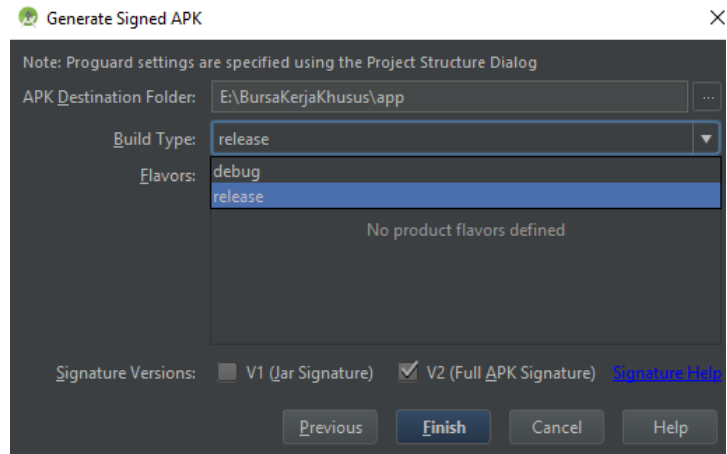 Generate Signed APK
Note: Proguard settings are specified using the Project Structure Dialog
APK Destination Folder: E:\BursaKerjaKhusus\app ...
Build Type: release
debug
Flavors:
release
No product flavors defined
Signature Versions: V1 (Jar Signature) V2 (Full APK Signature) Signature Help
Previous Finish Cancel Help